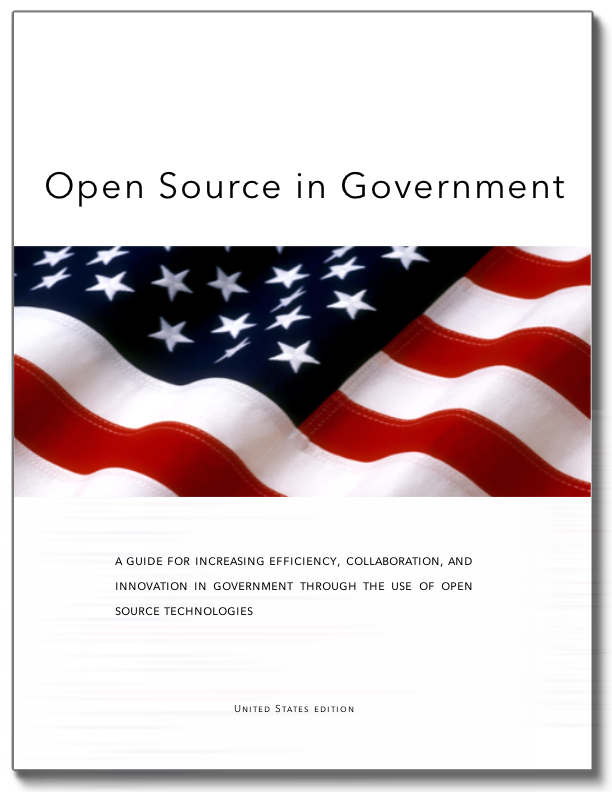 Open Source in Government
A GUIDE FOR INCREASING EFFICIENCY, COLLABORATION, AND
INNOVATION IN GOVERNMENT THROUGH THE USE OF OPEN
SOURCE TECHNOLOGIES
UNITED STATES EDITION